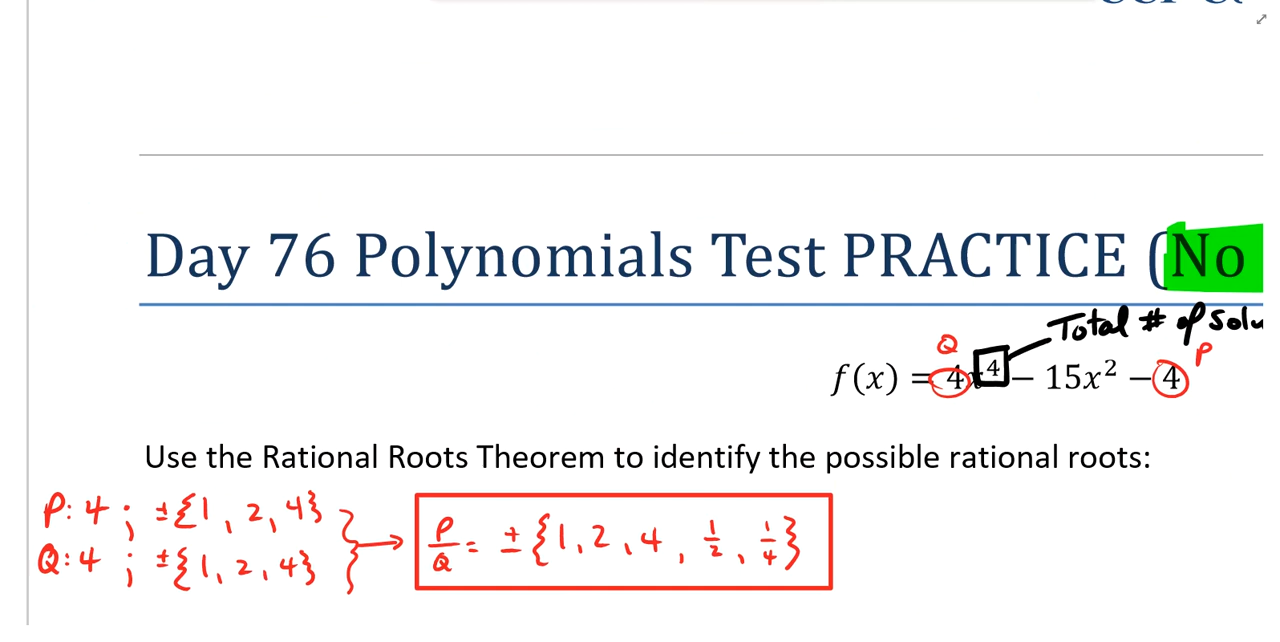 Day 76 Polynomials Test PRACTICE (No
Total # of Solu
Q
P
f(x) = 4x⁴ − 15x² − 4
Use the Rational Roots Theorem to identify the possible rational roots:
P: 4 ; ±{1, 2, 4}
Q: 4 ; ±{1, 2, 4}
P/Q = ±{1, 2, 4, 1/2, 1/4}